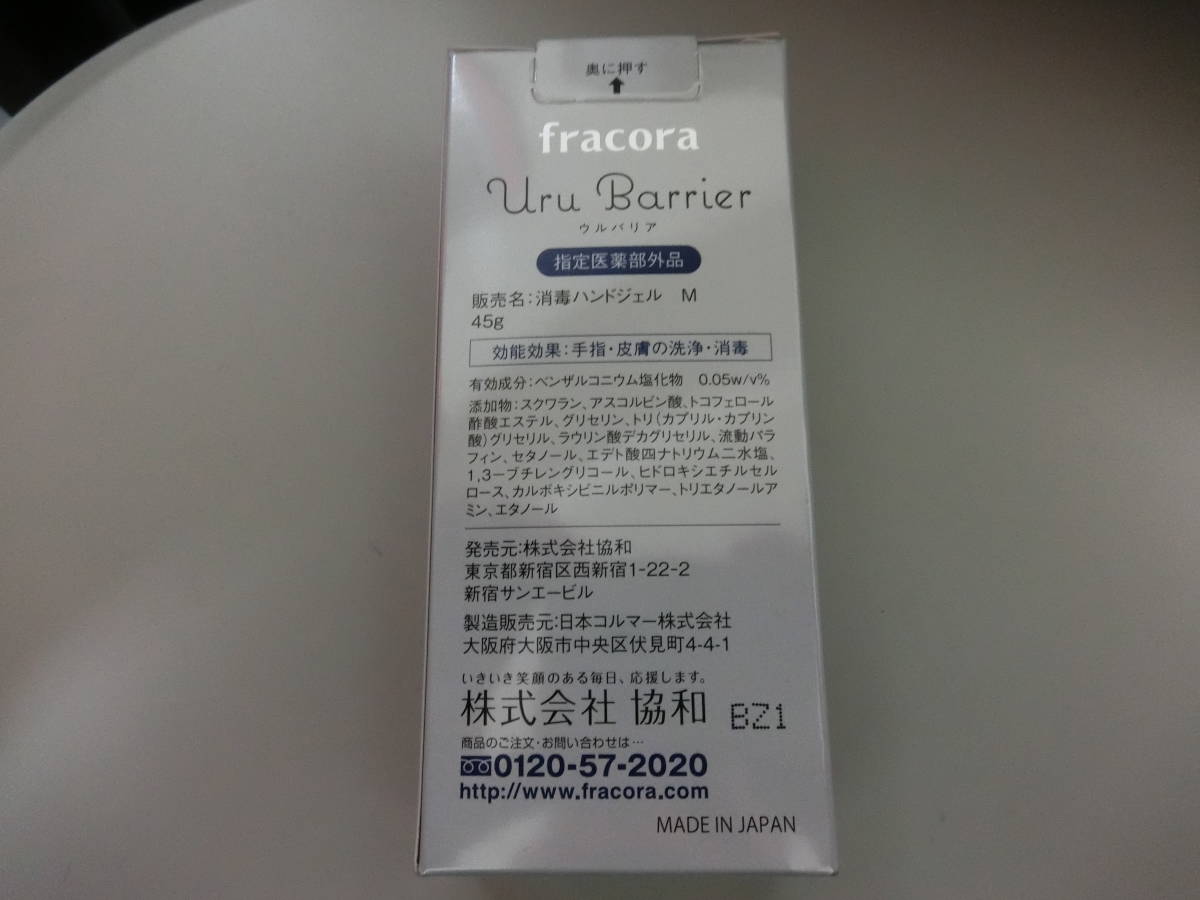 奥に押す
↑
fracora
Uru Barrier
ウルバリア
指定医薬部外品
販売名：消毒ハンドジェル　M
45g
効能効果：手指・皮膚の洗浄・消毒
有効成分：ベンザルコニウム塩化物　0.05w/v%
添加物：スクワラン、アスコルビン酸、トコフェロール
酢酸エステル、グリセリン、トリ(カプリル・カプリン
酸)グリセリル、ラウリン酸デカグリセリル、流動パラ
フィン、セタノール、エデト酸四ナトリウム二水塩、
1,3ーブチレングリコール、ヒドロキシエチルセル
ロース、カルボキシビニルポリマー、トリエタノールア
ミン、エタノール
発売元：株式会社協和
東京都新宿区西新宿1-22-2
新宿サンエービル
製造販売元：日本コルマー株式会社
大阪府大阪市中央区伏見町4-4-1
いきいき笑顔のある毎日、応援します。
株式会社 協和 BZ1
商品のご注文・お問い合わせは…
0120-57-2020
http://www.fracora.com
MADE IN JAPAN